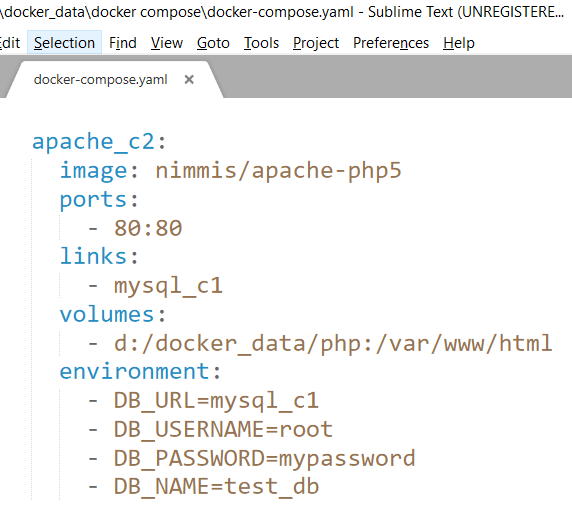 \docker_data\docker compose\docker-compose.yaml - Sublime Text (UNREGISTERE...
Edit Selection Find View Goto Tools Project Preferences Help
docker-compose.yaml ×
apache_c2:
  image: nimmis/apache-php5
  ports:
    - 80:80
  links:
    - mysql_c1
  volumes:
    - d:/docker_data/php:/var/www/html
  environment:
    - DB_URL=mysql_c1
    - DB_USERNAME=root
    - DB_PASSWORD=mypassword
    - DB_NAME=test_db